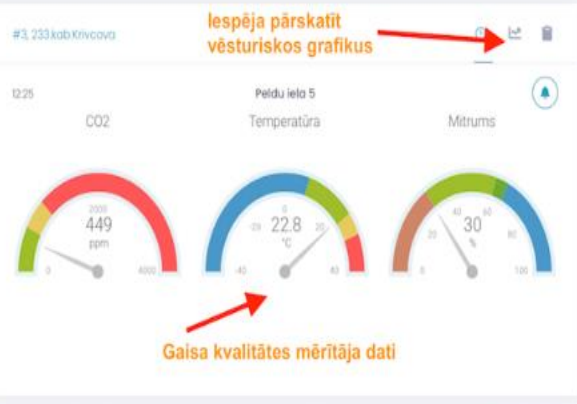 Iespēja pārskatīt
vēsturiskos grafikus
#3, 233.kab.Krivcova
12:25
Peldu iela 5
CO2
Temperatūra
Mitrums
2000
449
ppm
0
4000
0
-20
22.8
20
°C
-40
40
40
60
20
30
80
%
0
100
Gaisa kvalitātes mērītāja dati